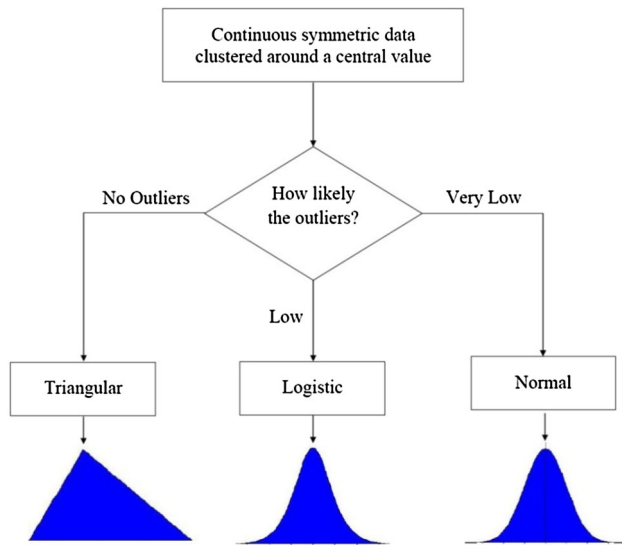 Continuous symmetric data
clustered around a central value
How likely
the outliers?
No Outliers
Very Low
Low
Triangular
Logistic
Normal